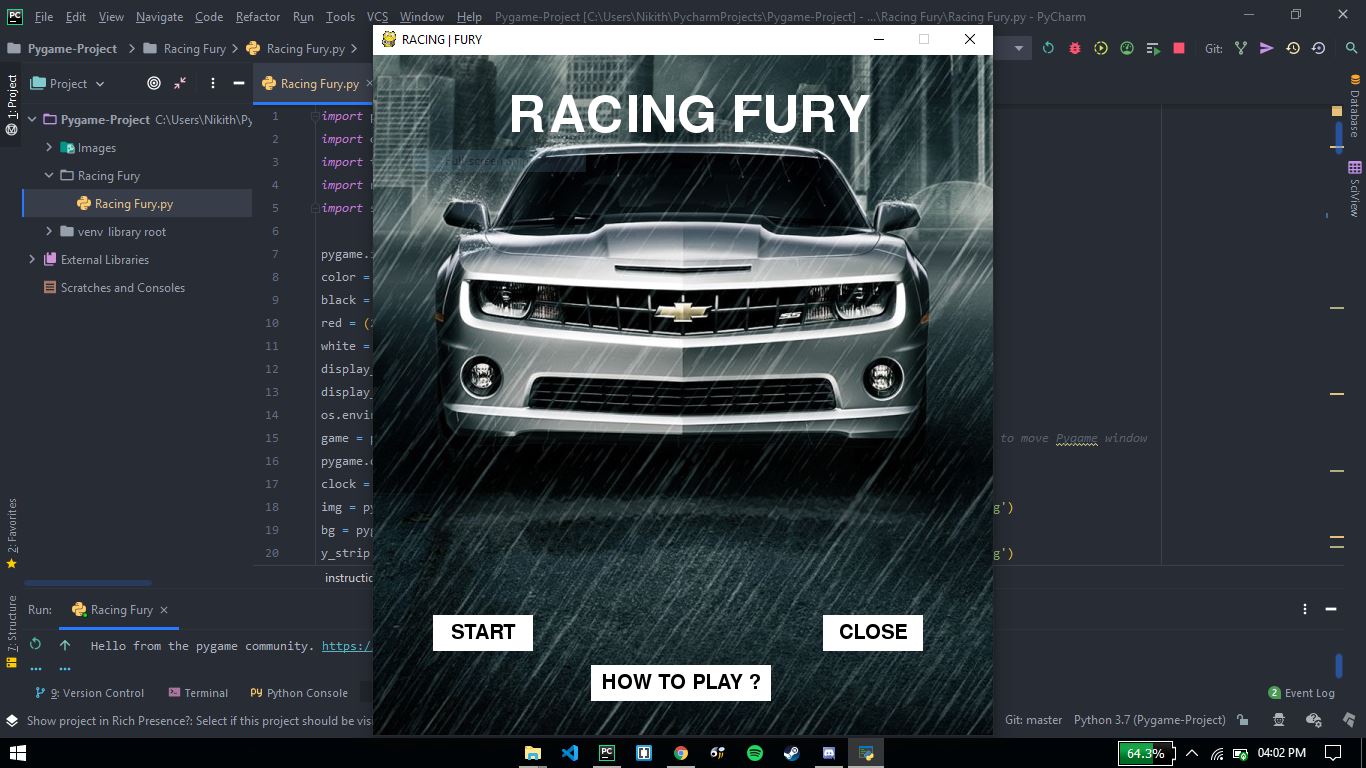 File Edit View Navigate Code Refactor Run Tools VCS Window Help Pygame-Project [C:\Users\Nikith\PycharmProjects\Pygame-Project] - ...\Racing Fury\Racing Fury.py - PyCharm
Pygame-Project Racing Fury Racing Fury.py
RACING | FURY
Git:
1: Project
Project
Racing Fury.py
Pygame-Project C:\Users\Nikith\Py
Images
Racing Fury
Racing Fury.py
venv library root
External Libraries
Scratches and Consoles
1 import
2 import
3 import
4 import
5 import
6
7 pygame.
8 color =
9 black =
10 red = (
11 white =
12 display_
13 display_
14 os.envi
15 game =
to move Pygame window
16 pygame.
17 clock =
18 img = py
g')
19 bg = pyg
20 y_strip
g')
instructio
RACING FURY
Full-screen Snip
SS
START
CLOSE
HOW TO PLAY ?
Database
SciView
2: Favorites
7: Structure
Run: Racing Fury
Hello from the pygame community. https:/
9: Version Control Terminal Python Console
2 Event Log
Show project in Rich Presence?: Select if this project should be vis
Git: master Python 3.7 (Pygame-Project)
64.3% 04:02 PM